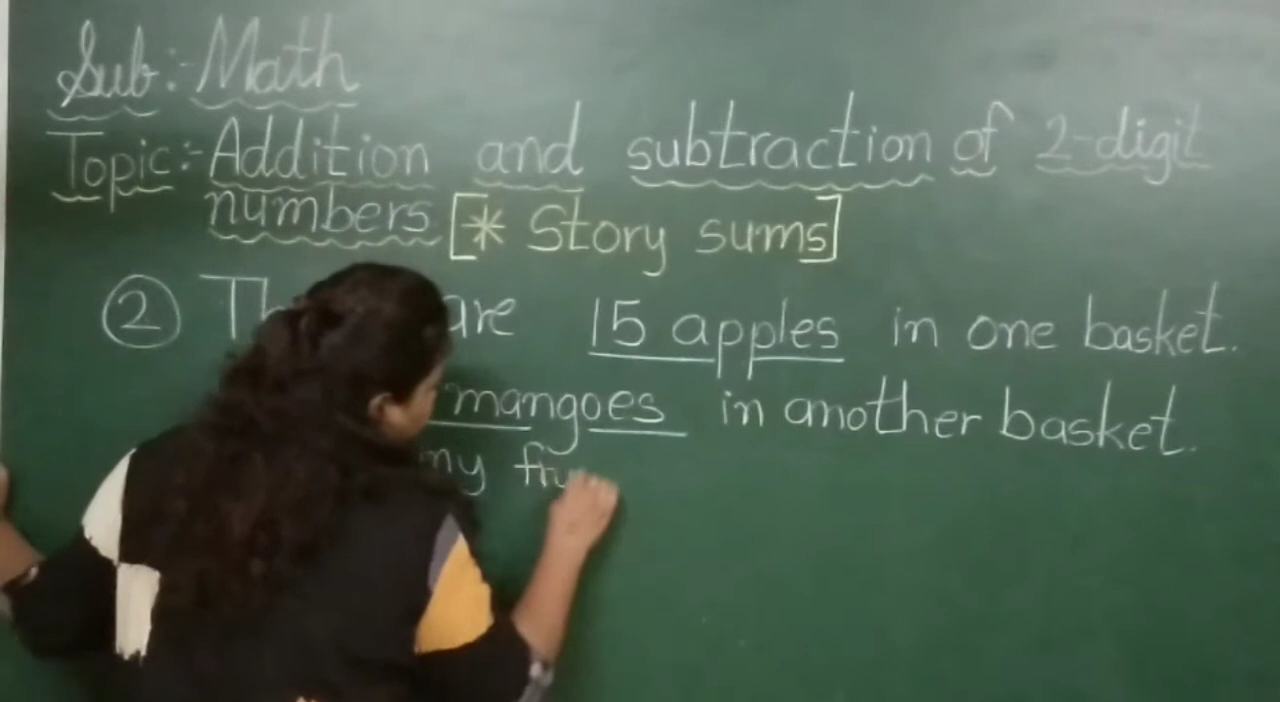 Sub:- Math
Topic:- Addition and subtraction of 2-digit
numbers [* Story sums]
② are 15 apples in one basket.
mangoes in another basket.